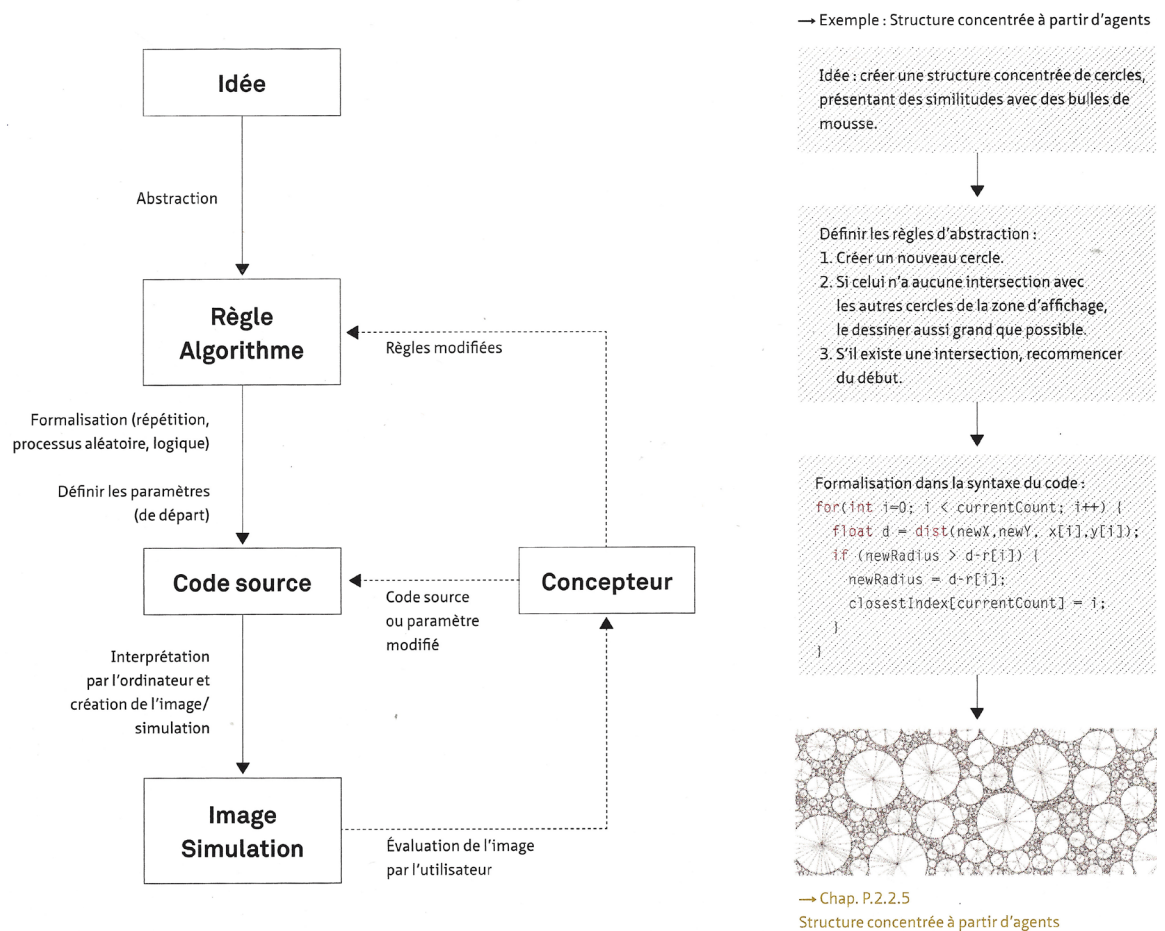 Idée
Abstraction
Règle
Algorithme
Règles modifiées
Formalisation (répétition,
processus aléatoire, logique)
Définir les paramètres
(de départ)
Code source
Concepteur
Code source
ou paramètre
modifié
Interprétation
par l'ordinateur et
création de l'image/
simulation
Image
Simulation
Évaluation de l'image
par l'utilisateur
→ Exemple : Structure concentrée à partir d'agents
Idée : créer une structure concentrée de cercles,
présentant des similitudes avec des bulles de
mousse.
Définir les règles d'abstraction :
1. Créer un nouveau cercle.
2. Si celui n'a aucune intersection avec
les autres cercles de la zone d'affichage,
le dessiner aussi grand que possible.
3. S'il existe une intersection, recommencer
du début.
Formalisation dans la syntaxe du code :
for(int i=0; i < currentCount; i++) {
float d = dist(newX,newY, x[i],y[i]);
if (newRadius > d-r[i]) {
newRadius = d-r[i];
closestIndex[currentCount] = i;
}
}
→ Chap. P.2.2.5
Structure concentrée à partir d'agents